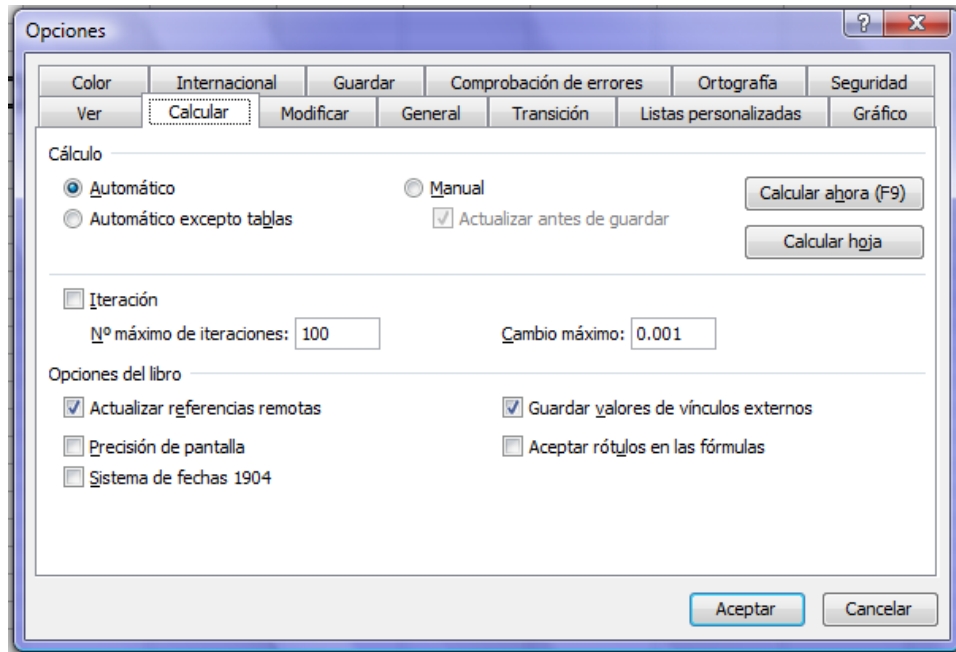 Opciones
Color Internacional Guardar Comprobación de errores Ortografía Seguridad
Ver Calcular Modificar General Transición Listas personalizadas Gráfico
Cálculo
Automático Manual Calcular ahora (F9)
Automático excepto tablas Actualizar antes de guardar
Calcular hoja
Iteración
Nº máximo de iteraciones: 100 Cambio máximo: 0.001
Opciones del libro
Actualizar referencias remotas Guardar valores de vínculos externos
Precisión de pantalla Aceptar rótulos en las fórmulas
Sistema de fechas 1904
Aceptar Cancelar